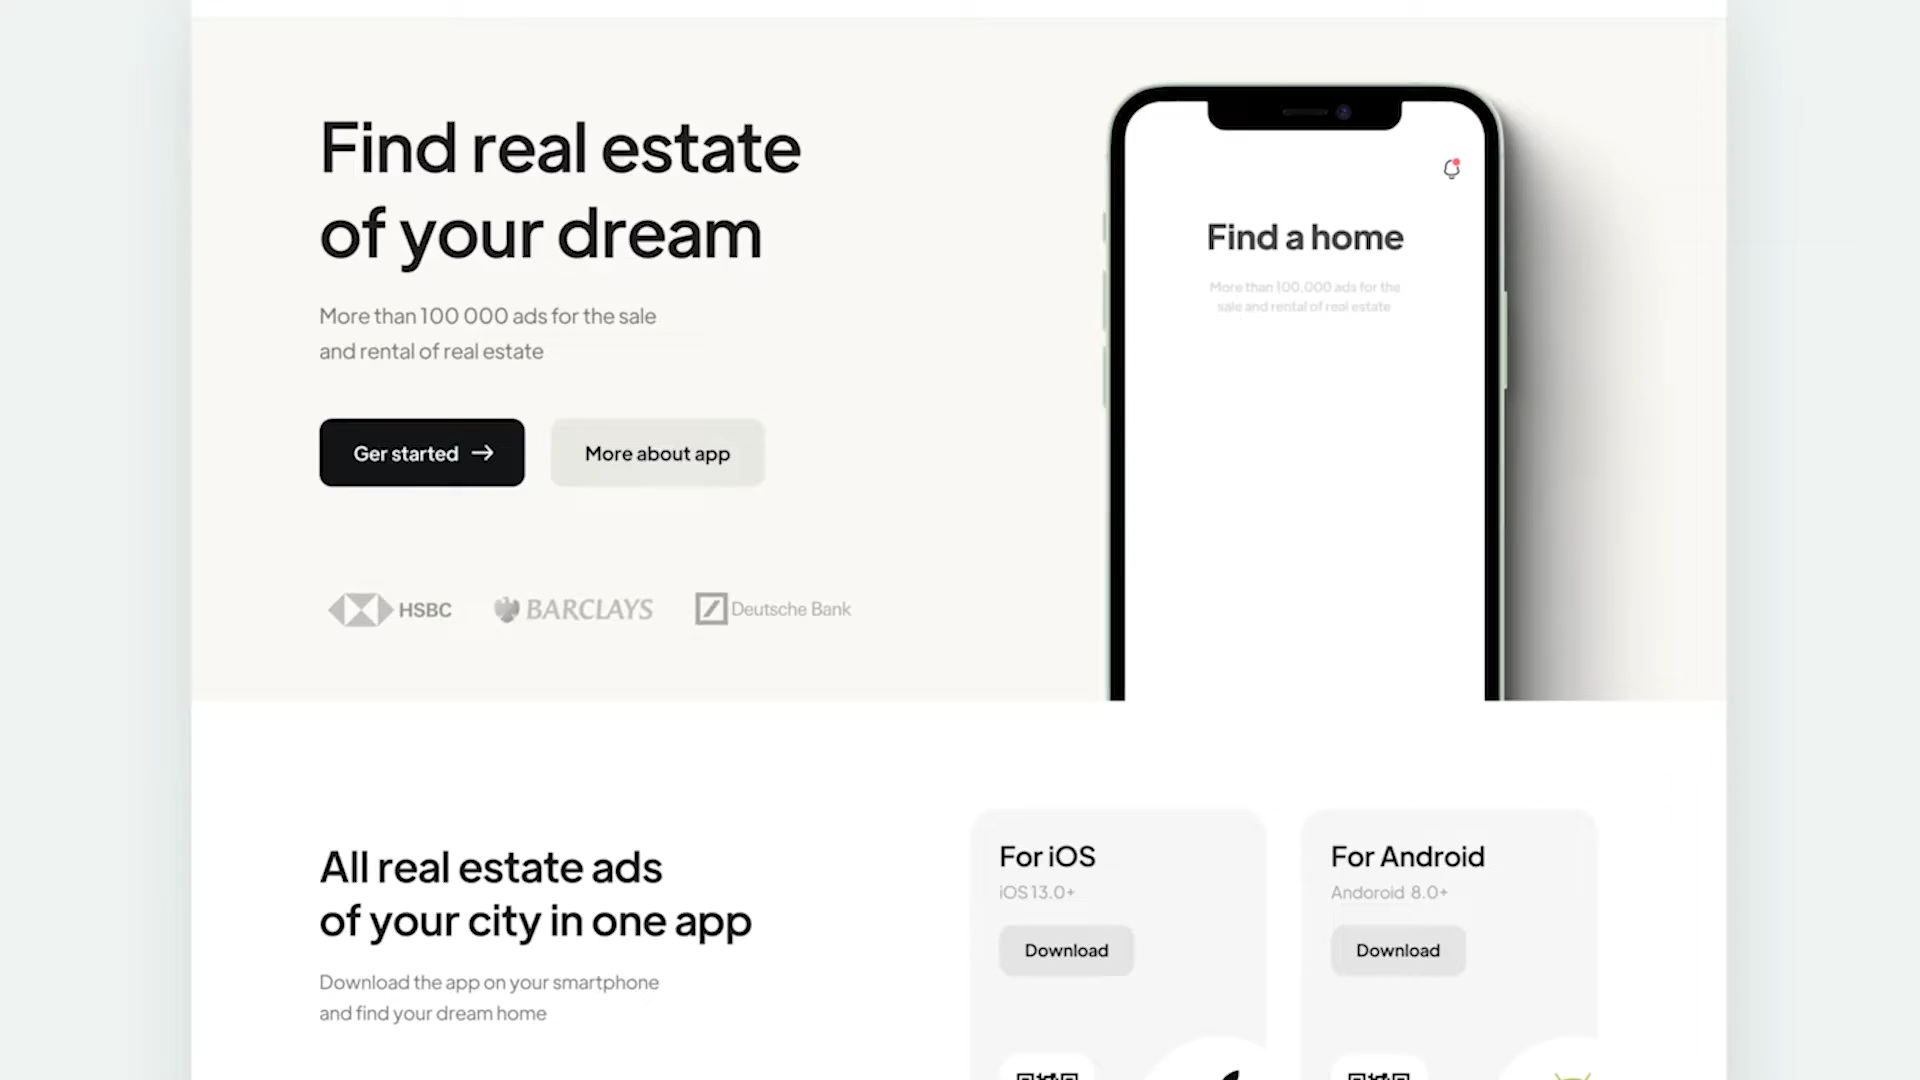 Find real estate
of your dream
More than 100 000 ads for the sale
and rental of real estate
Ger started
More about app
HSBC
BARCLAYS
Deutsche Bank
Find a home
More than 100,000 ads for the
sale and rental of real estate
All real estate ads
of your city in one app
Download the app on your smartphone
and find your dream home
For iOS
iOS 13.0+
Download
For Android
Andoroid 8.0+
Download